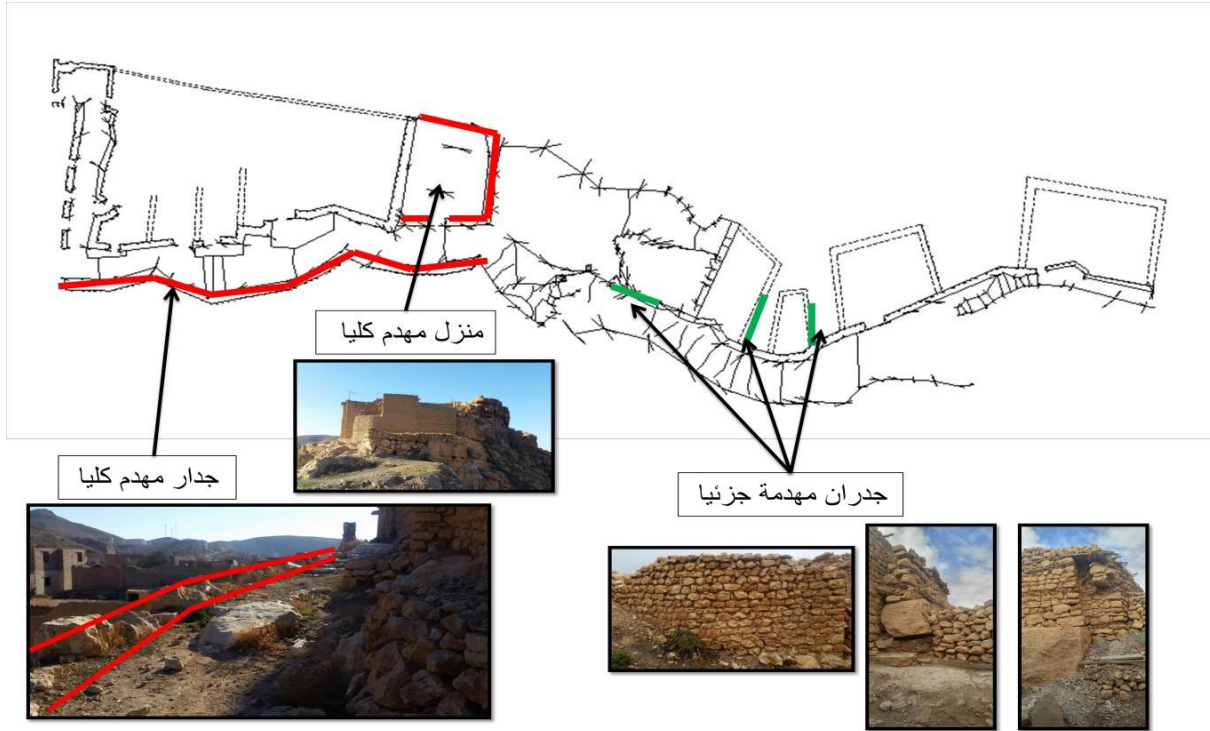 منزل مهدم كليا
جدار مهدم كليا
جدران مهدمة جزئيا